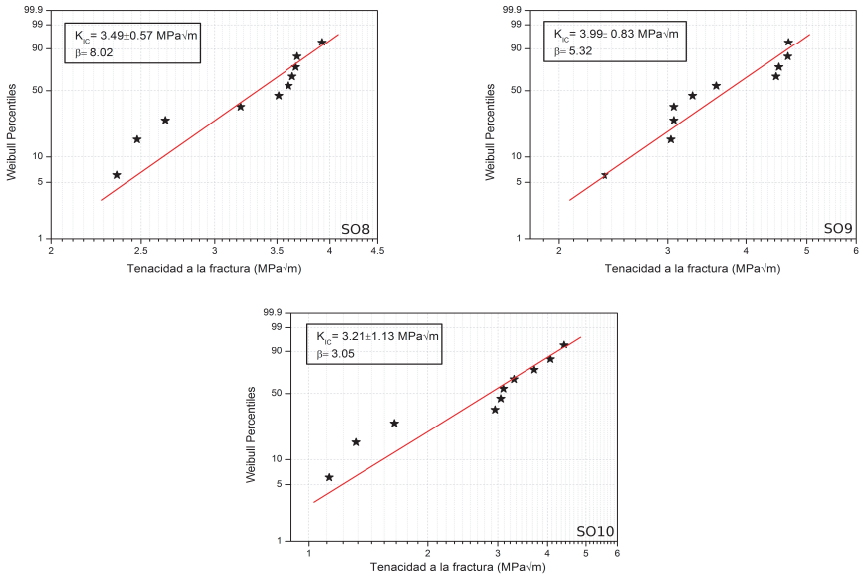 99.9
99
90
50
10
5
1
Weibull Percentiles
K_IC= 3.49±0.57 MPa√m
β= 8.02
SO8
2 2.5 3 3.5 4 4.5
Tenacidad a la fractura (MPa√m)
99.9
99
90
50
10
5
1
Weibull Percentiles
K_IC= 3.99± 0.83 MPa√m
β= 5.32
SO9
2 3 4 5 6
Tenacidad a la fractura (MPa√m)
99.9
99
90
50
10
5
1
Weibull Percentiles
K_IC= 3.21±1.13 MPa√m
β= 3.05
SO10
1 2 3 4 5 6
Tenacidad a la fractura (MPa√m)